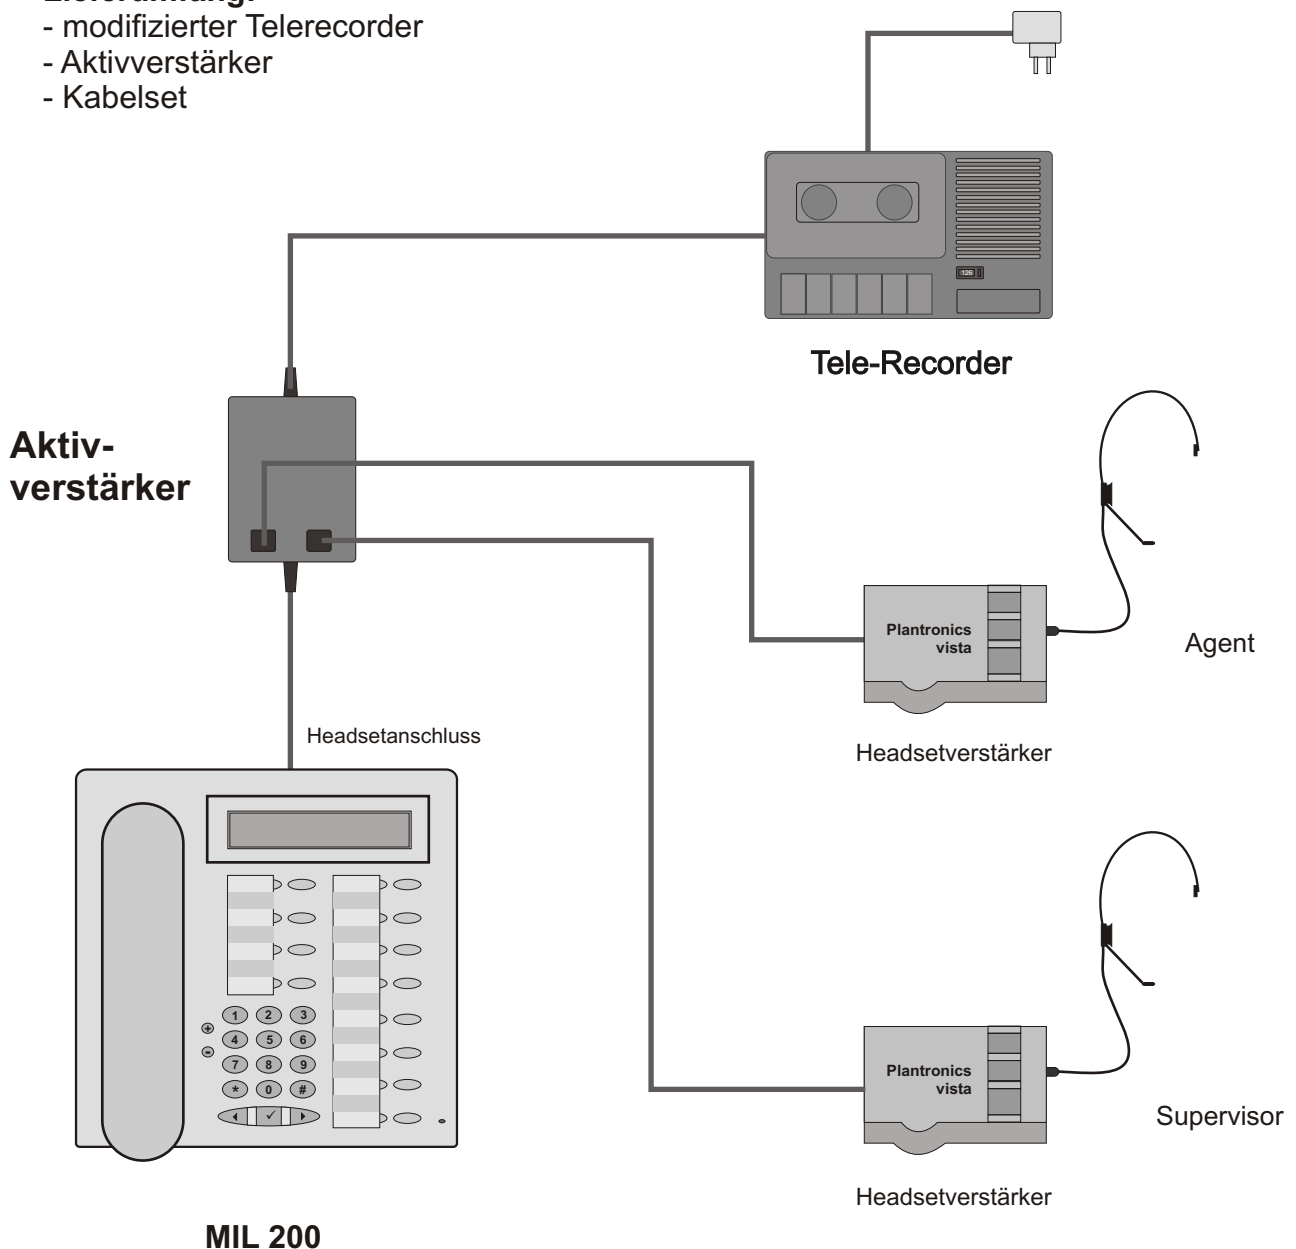 - modifizierter Telerecorder
- Aktivverstärker
- Kabelset
126
Tele-Recorder
Aktiv-
verstärker
Plantronics
vista
Agent
Headsetanschluss
Headsetverstärker
1 2 3
+
4 5 6
-
7 8 9
* 0 #
✓
Plantronics
vista
Supervisor
Headsetverstärker
MIL 200